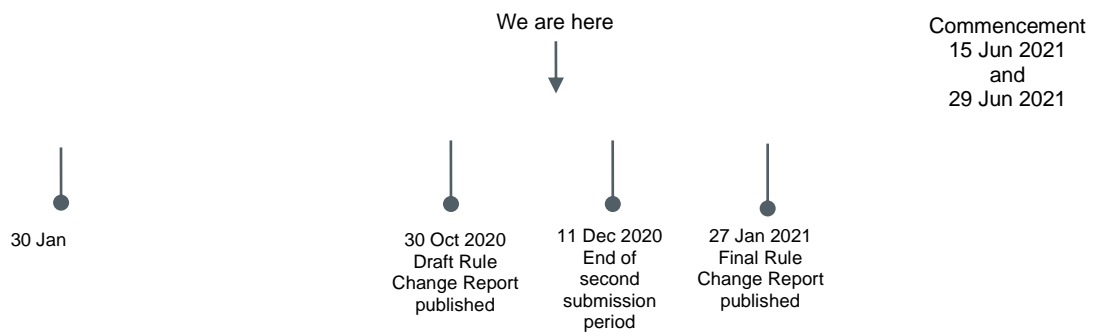 We are here
Commencement
15 Jun 2021
and
29 Jun 2021
30 Jan
30 Oct 2020
Draft Rule
Change Report
published
11 Dec 2020
End of
second
submission
period
27 Jan 2021
Final Rule
Change Report
published